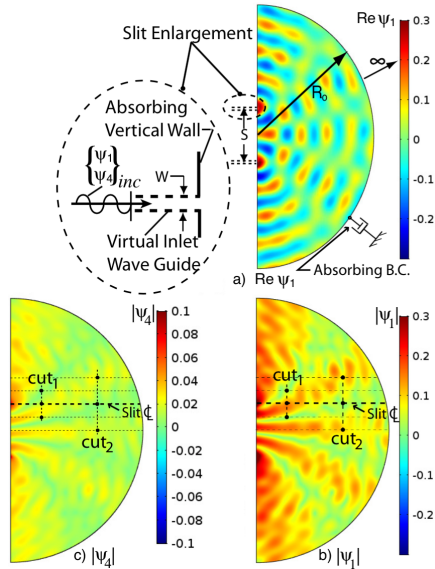 Slit Enlargement
Re ψ1
0.3
0.2
0.1
0
-0.1
-0.2
∞
R₀
S
Absorbing
Vertical Wall
{ψ1 ψ4}inc
W
Virtual Inlet
Wave Guide
a) Re ψ1
Absorbing B.C.
|ψ4|
0.1
0.08
0.06
0.04
0.02
0
-0.02
-0.04
-0.06
-0.08
-0.1
cut1
Slit ℄
cut2
c) |ψ4|
|ψ1|
0.3
0.2
0.1
0
-0.1
-0.2
cut1
Slit ℄
cut2
b) |ψ1|